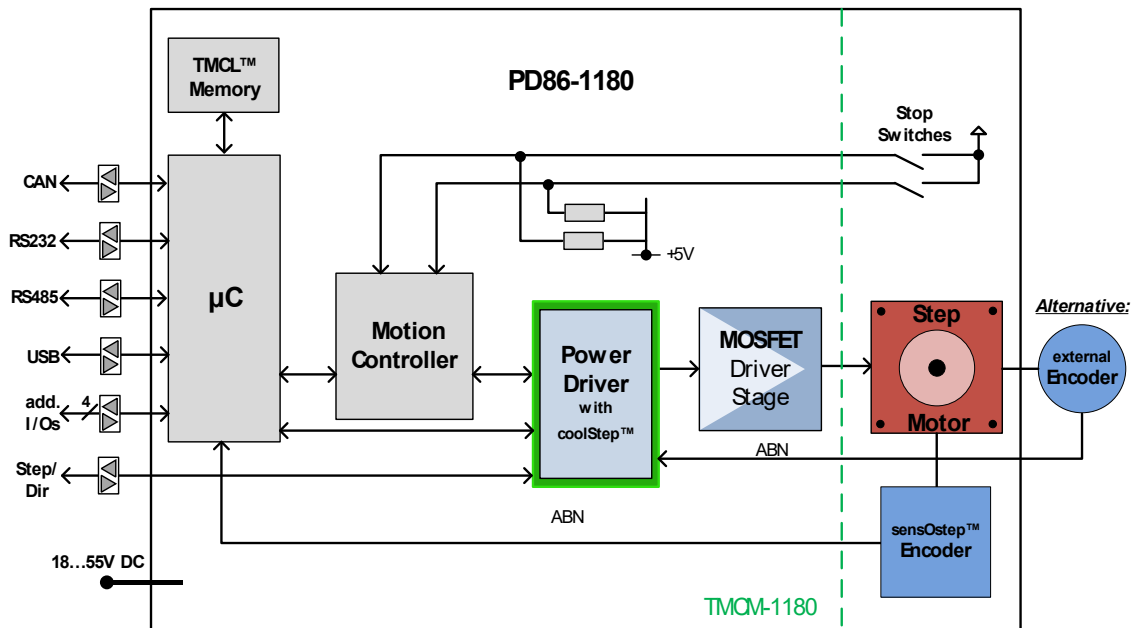 TMCL™
Memory
PD86-1180
Stop
Switches
CAN
RS232
RS485
USB
add.
I/Os
4
Step/
Dir
µC
+5V
Motion
Controller
Power
Driver
with
coolStep™
MOSFET
Driver
Stage
Step
Motor
Alternative:
external
Encoder
ABN
ABN
sensOstep™
Encoder
18...55V DC
TMCM-1180